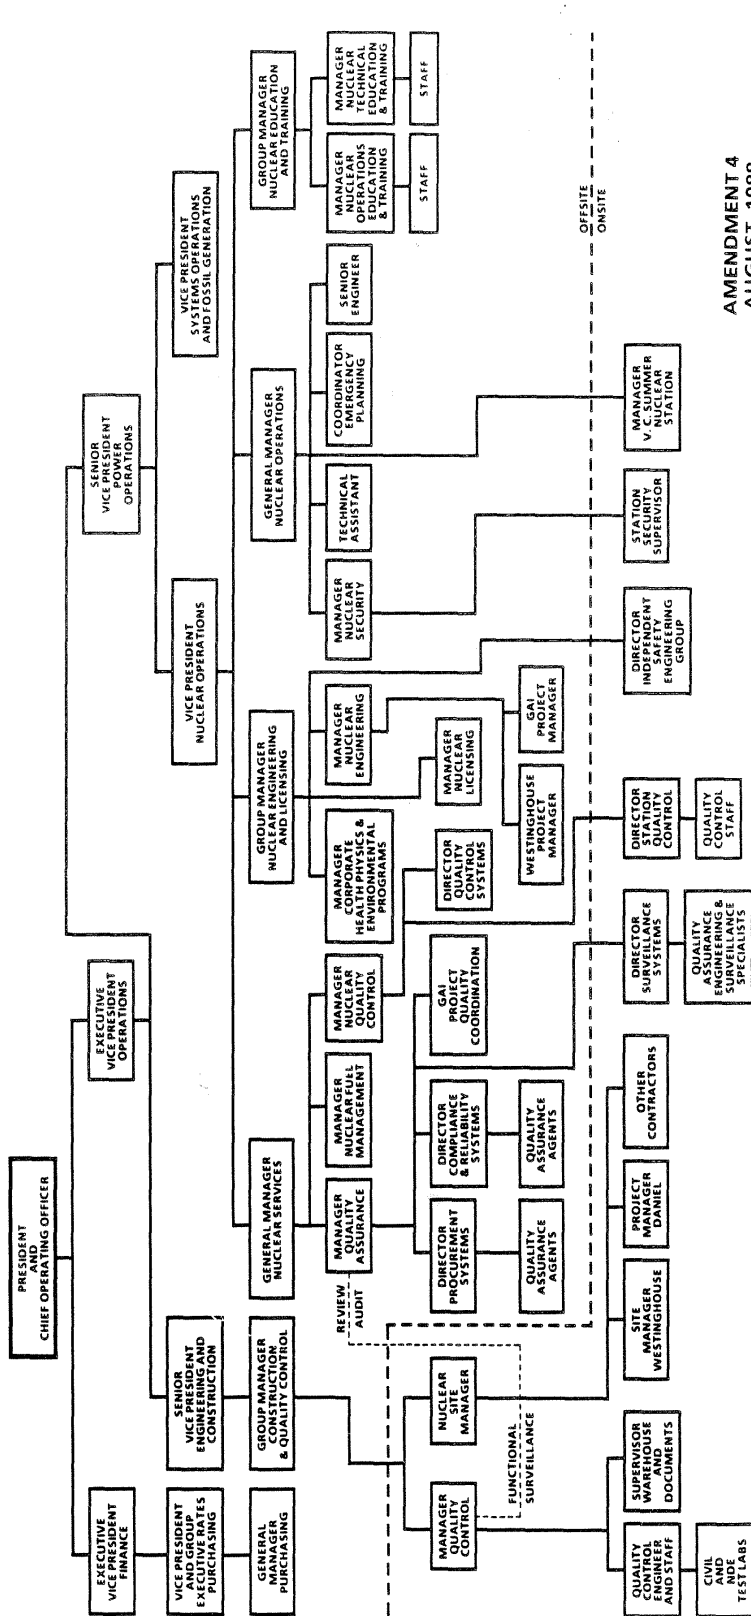 PRESIDENT
AND
CHIEF OPERATING OFFICER
EXECUTIVE
VICE PRESIDENT
FINANCE
EXECUTIVE
VICE PRESIDENT
OPERATIONS
SENIOR
VICE PRESIDENT
POWER
OPERATIONS
VICE PRESIDENT
AND GROUP
EXECUTIVE RATES
PURCHASING
SENIOR
VICE PRESIDENT
ENGINEERING AND
CONSTRUCTION
VICE PRESIDENT
NUCLEAR OPERATIONS
VICE PRESIDENT
SYSTEMS OPERATIONS
AND FOSSIL GENERATION
GENERAL
MANAGER
PURCHASING
GROUP MANAGER
CONSTRUCTION
& QUALITY CONTROL
GENERAL MANAGER
NUCLEAR SERVICES
GROUP MANAGER
NUCLEAR ENGINEERING
AND LICENSING
GENERAL MANAGER
NUCLEAR OPERATIONS
GROUP MANAGER
NUCLEAR EDUCATION
AND TRAINING
REVIEW
AUDIT
MANAGER
QUALITY
ASSURANCE
MANAGER
NUCLEAR FUEL
MANAGEMENT
MANAGER
NUCLEAR
QUALITY
CONTROL
MANAGER
CORPORATE
HEALTH PHYSICS &
ENVIRONMENTAL
PROGRAMS
MANAGER
NUCLEAR
ENGINEERING
MANAGER
NUCLEAR
SECURITY
TECHNICAL
ASSISTANT
COORDINATOR
EMERGENCY
PLANNING
SENIOR
ENGINEER
MANAGER
NUCLEAR
OPERATIONS
EDUCATION
& TRAINING
MANAGER
NUCLEAR
TECHNICAL
EDUCATION
& TRAINING
MANAGER
QUALITY
CONTROL
NUCLEAR
SITE
MANAGER
DIRECTOR
PROCUREMENT
SYSTEMS
DIRECTOR
COMPLIANCE
& RELIABILITY
SYSTEMS
GAI
PROJECT
QUALITY
COORDINATION
DIRECTOR
QUALITY
CONTROL
SYSTEMS
MANAGER
NUCLEAR
LICENSING
STAFF
STAFF
FUNCTIONAL
SURVEILLANCE
QUALITY
ASSURANCE
AGENTS
QUALITY
ASSURANCE
AGENTS
WESTINGHOUSE
PROJECT
MANAGER
GAI
PROJECT
MANAGER
OFFSITE
ONSITE
QUALITY
CONTROL
ENGINEER
AND STAFF
SUPERVISOR
WAREHOUSE
AND
DOCUMENTS
SITE
MANAGER
WESTINGHOUSE
PROJECT
MANAGER
DANIEL
OTHER
CONTRACTORS
DIRECTOR
SURVEILLANCE
SYSTEMS
DIRECTOR
STATION
QUALITY
CONTROL
DIRECTOR
INDEPENDENT
SAFETY
ENGINEERING
GROUP
STATION
SECURITY
SUPERVISOR
MANAGER
V. C. SUMMER
NUCLEAR
STATION
CIVIL
AND
NDE
TEST LABS
QUALITY
ASSURANCE
ENGINEERING &
SURVEILLANCE
SPECIALISTS
QUALITY
CONTROL
STAFF
AMENDMENT 4
AUGUST, 1988